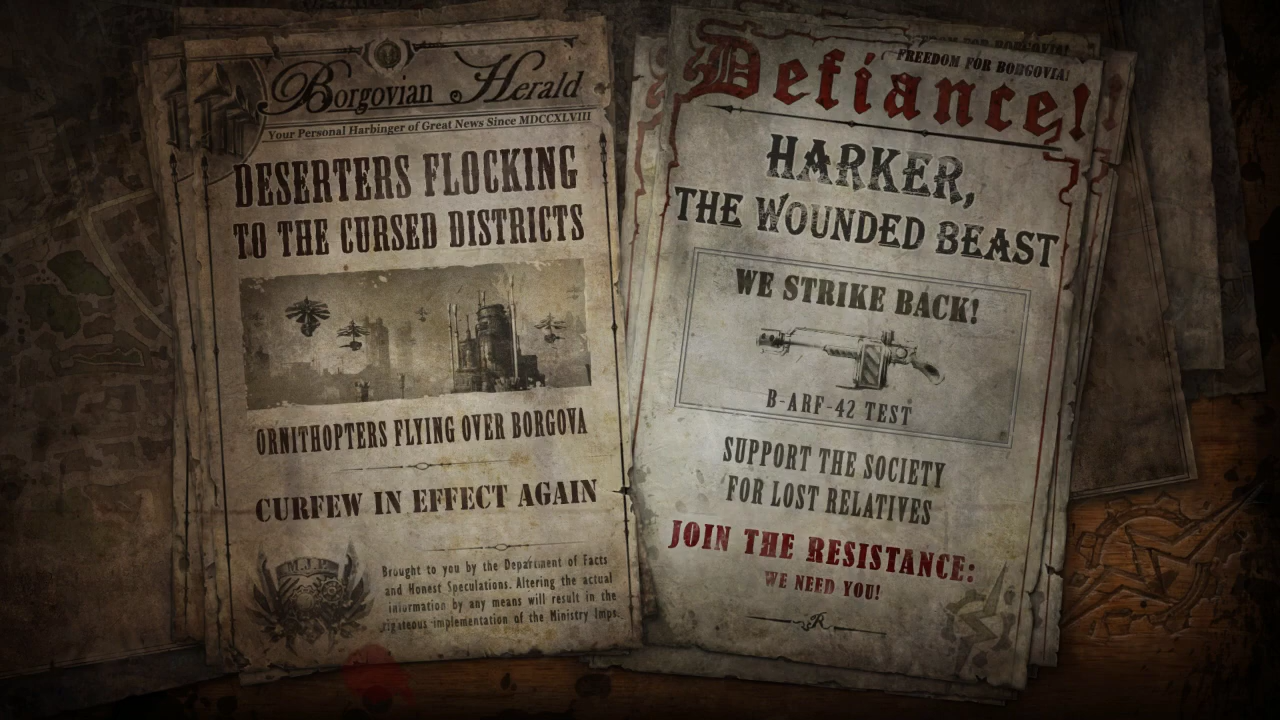 Borgovian Herald
Your Personal Harbinger of Great News Since MDCCXLVIII
DESERTERS FLOCKING
TO THE CURSED DISTRICTS
ORNITHOPTERS FLYING OVER BORGOVA
CURFEW IN EFFECT AGAIN
M.J.P.
Brought to you by the Department of Facts
and Honest Speculations. Altering the actual
information by any means will result in the
rigateous implementation of the Ministry Imps.
FREEDOM FOR BORGOVIA!
FREEDOM FOR BORGOVIA!
Defiance!
HARKER,
THE WOUNDED BEAST
WE STRIKE BACK!
B-ARF-42 TEST
SUPPORT THE SOCIETY
FOR LOST RELATIVES
JOIN THE RESISTANCE:
WE NEED YOU!
R